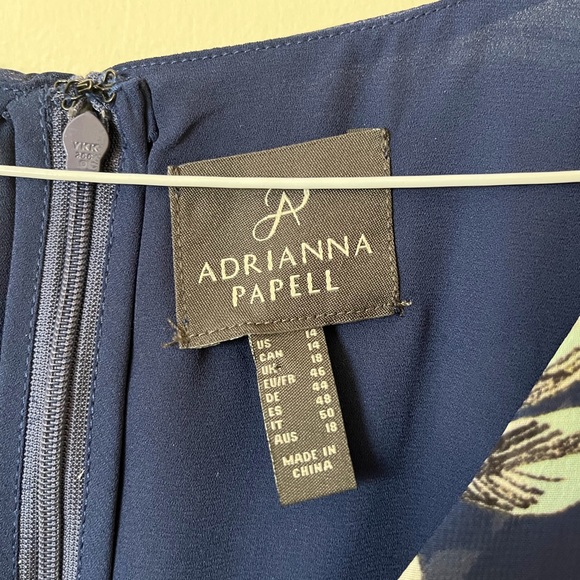 YKK
ADRIANNA
PAPELL
US 14
CAN 14
UK 18
EU/FR 46
DE 44
ES 48
IT 50
AUS 18
MADE IN
CHINA